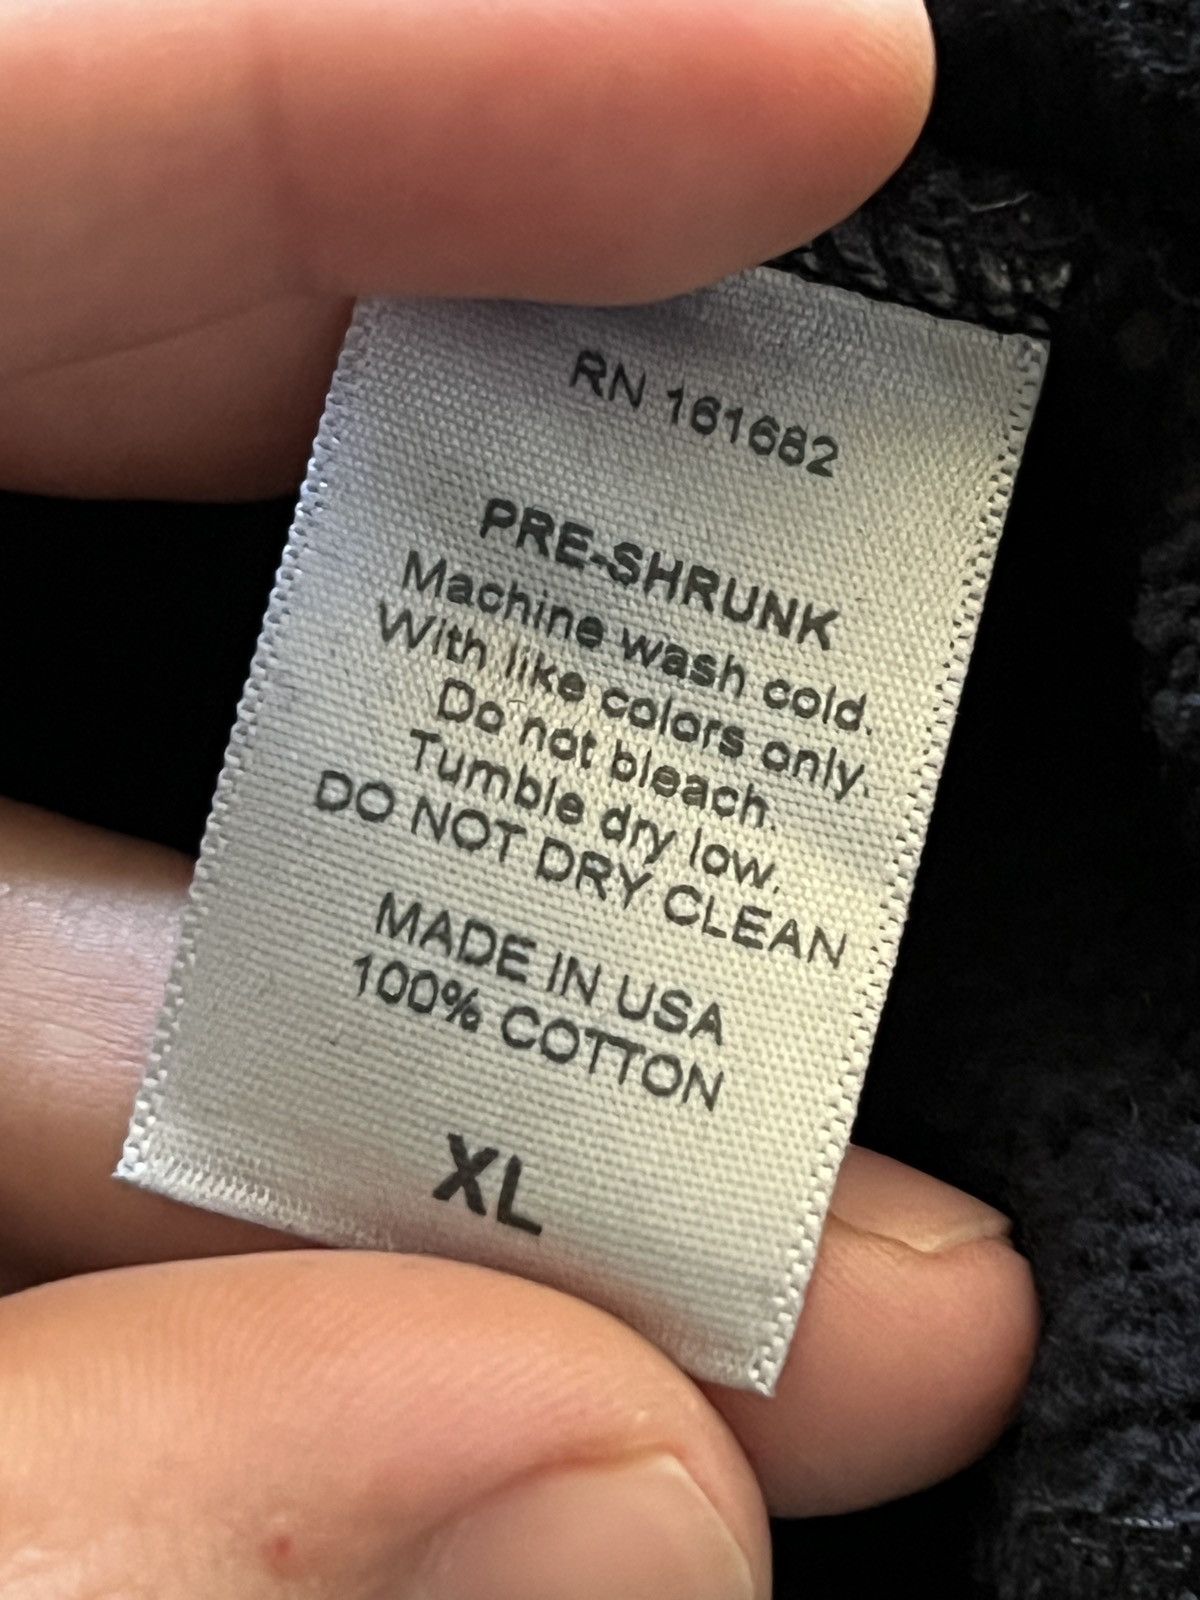 RN 161682
PRE-SHRUNK
Machine wash cold.
With like colors only.
Do not bleach.
Tumble dry low.
DO NOT DRY CLEAN
MADE IN USA
100% COTTON
XL